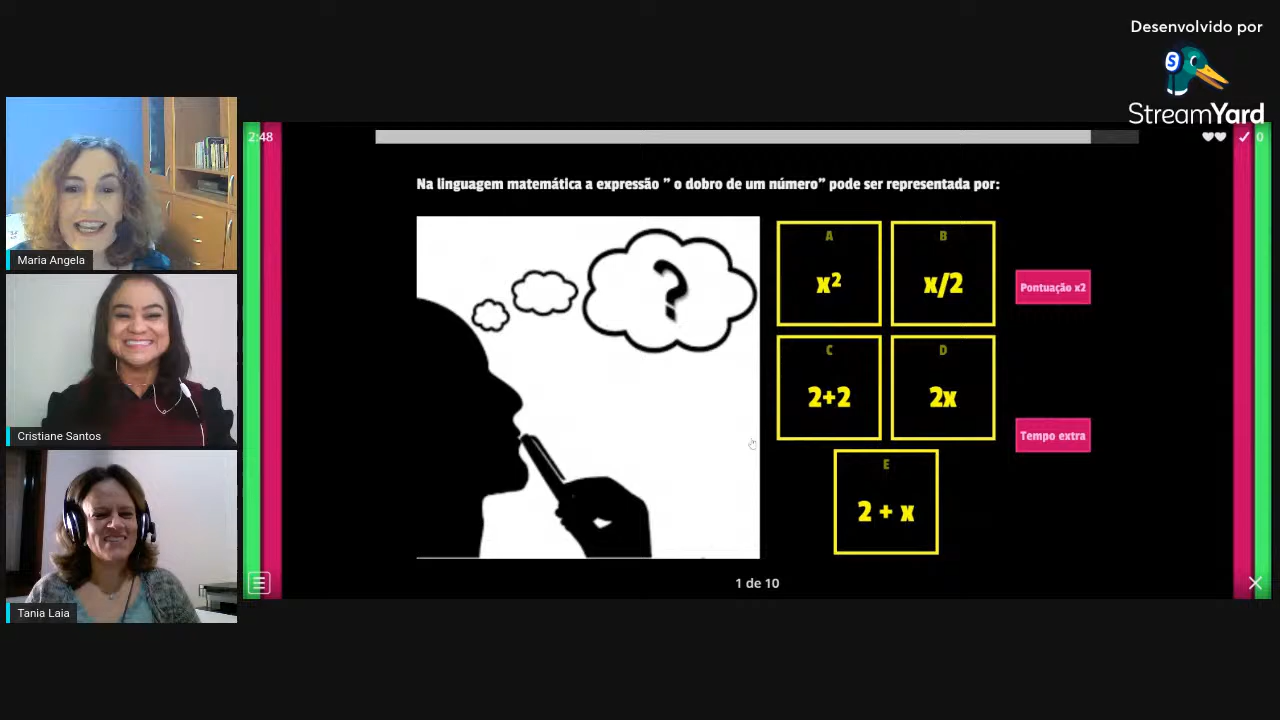 Desenvolvido por
StreamYard
2:48
0
Na linguagem matemática a expressão ” o dobro de um número” pode ser representada por:
Maria Angela
Cristiane Santos
Tania Laia
?
A
x²
B
x/2
C
2+2
D
2x
E
2 + x
Pontuação x2
Tempo extra
1 de 10